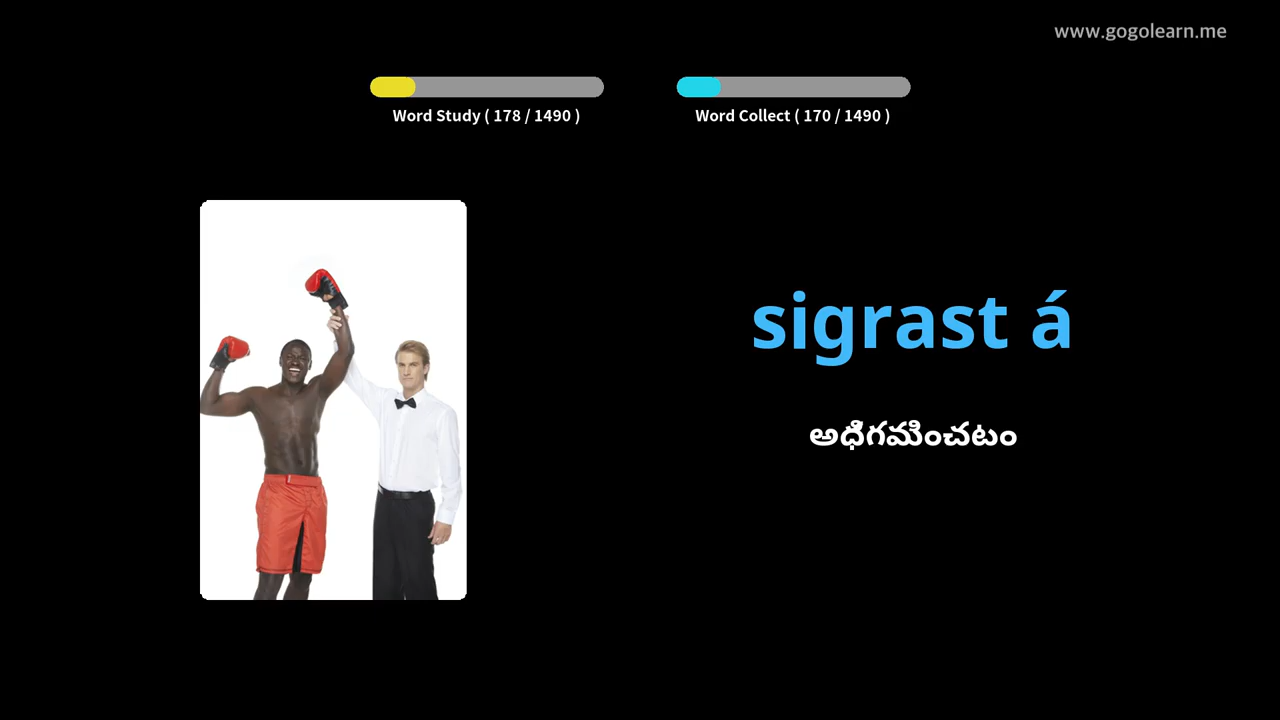 www.gogolearn.me
Word Study ( 178 / 1490 )
Word Collect ( 170 / 1490 )
sigrast á
అధిగమించటం